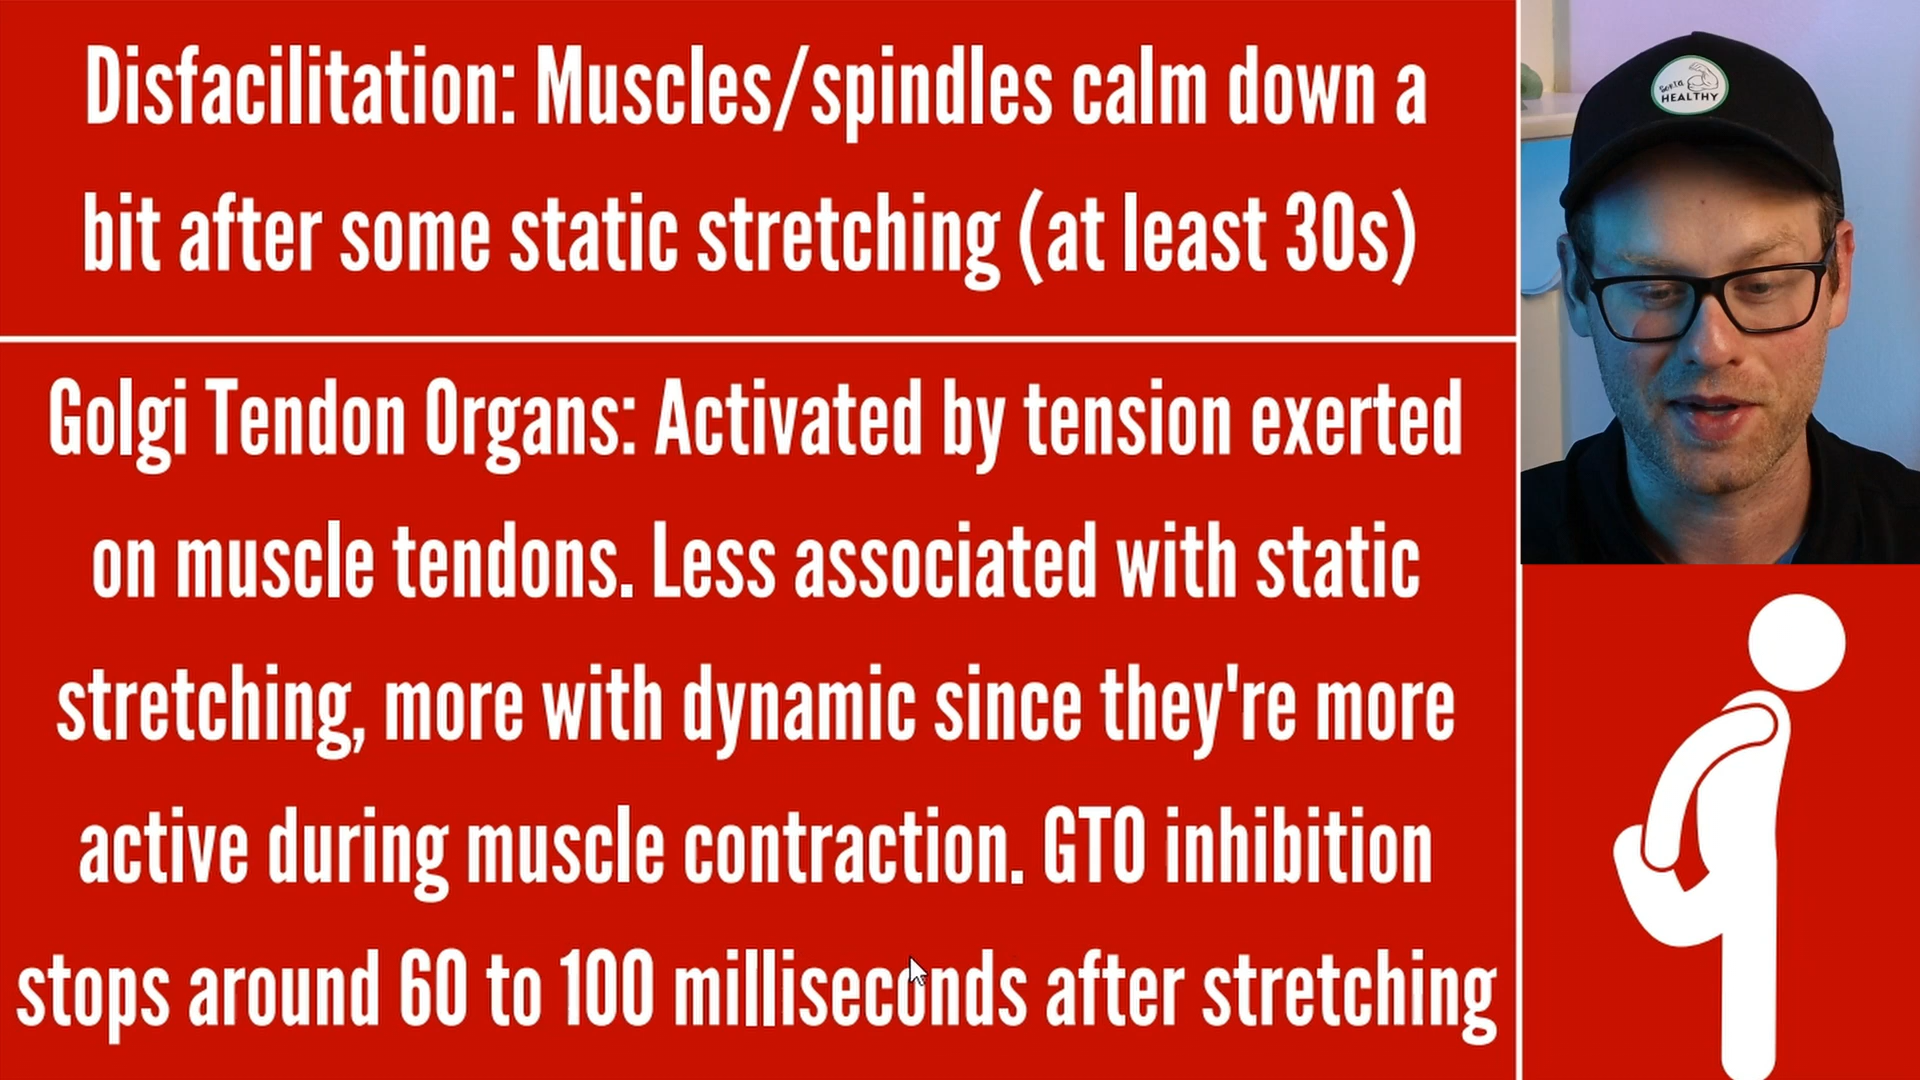 Disfacilitation: Muscles/spindles calm down a
bit after some static stretching (at least 30s)
Golgi Tendon Organs: Activated by tension exerted
on muscle tendons. Less associated with static
stretching, more with dynamic since they're more
active during muscle contraction. GTO inhibition
stops around 60 to 100 milliseconds after stretching
SORTA
HEALTHY